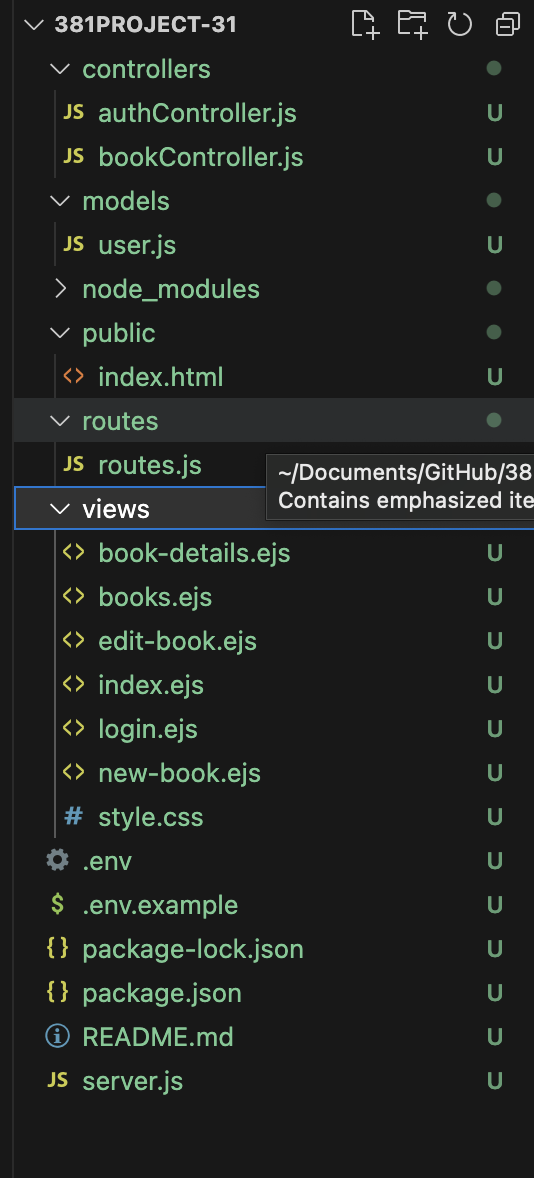 381PROJECT-31
controllers
JS authController.js U
JS bookController.js U
models
JS user.js U
node_modules
public
<> index.html U
routes
JS routes.js
~/Documents/GitHub/38
views
Contains emphasized ite
<> book-details.ejs U
<> books.ejs U
<> edit-book.ejs U
<> index.ejs U
<> login.ejs U
<> new-book.ejs U
# style.css U
.env U
$ .env.example U
{} package-lock.json U
{} package.json U
README.md U
JS server.js U